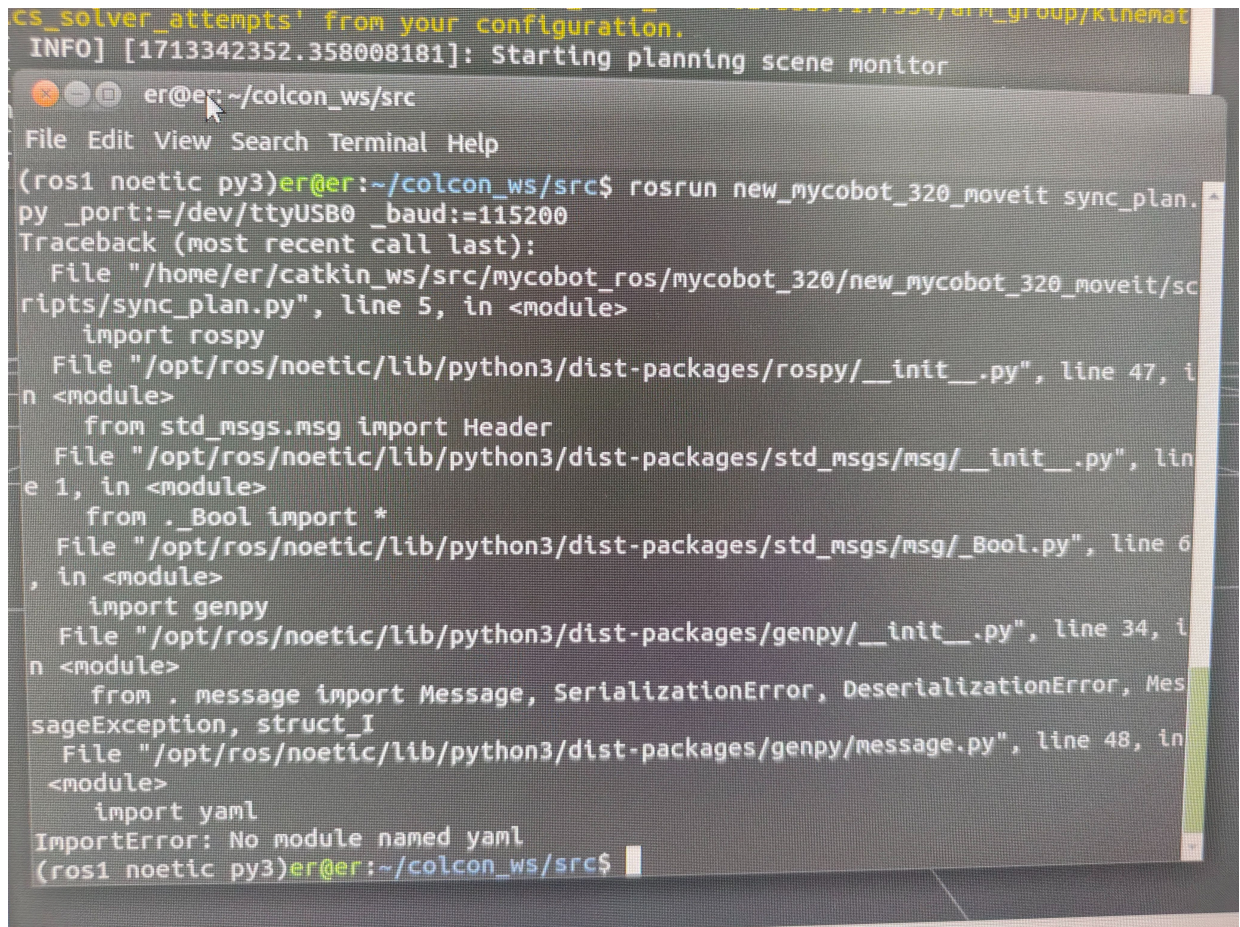 cs_solver_attempts' from your configuration.
/arm_group/kinemat
INFO] [1713342352.358008181]: Starting planning scene monitor
er@er: ~/colcon_ws/src
File Edit View Search Terminal Help
(ros1 noetic py3)er@er:~/colcon_ws/src$ rosrun new_mycobot_320_moveit sync_plan.
py _port:=/dev/ttyUSB0 _baud:=115200
Traceback (most recent call last):
  File "/home/er/catkin_ws/src/mycobot_ros/mycobot_320/new_mycobot_320_moveit/sc
ripts/sync_plan.py", line 5, in <module>
    import rospy
  File "/opt/ros/noetic/lib/python3/dist-packages/rospy/__init__.py", line 47, i
n <module>
    from std_msgs.msg import Header
  File "/opt/ros/noetic/lib/python3/dist-packages/std_msgs/msg/__init__.py", lin
e 1, in <module>
    from ._Bool import *
  File "/opt/ros/noetic/lib/python3/dist-packages/std_msgs/msg/_Bool.py", line 6
, in <module>
    import genpy
  File "/opt/ros/noetic/lib/python3/dist-packages/genpy/__init__.py", line 34, i
n <module>
    from . message import Message, SerializationError, DeserializationError, Mes
sageException, struct_I
  File "/opt/ros/noetic/lib/python3/dist-packages/genpy/message.py", line 48, in
 <module>
    import yaml
ImportError: No module named yaml
(ros1 noetic py3)er@er:~/colcon_ws/src$